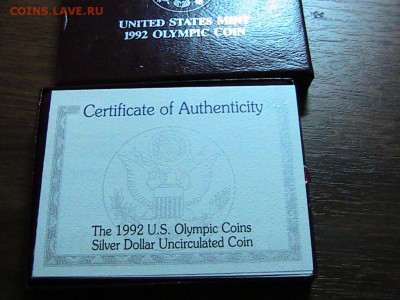 COINS.LAVE.RU
UNITED STATES MINT
1992 OLYMPIC COIN
Certificate of Authenticity
The 1992 U.S. Olympic Coins
Silver Dollar Uncirculated Coin